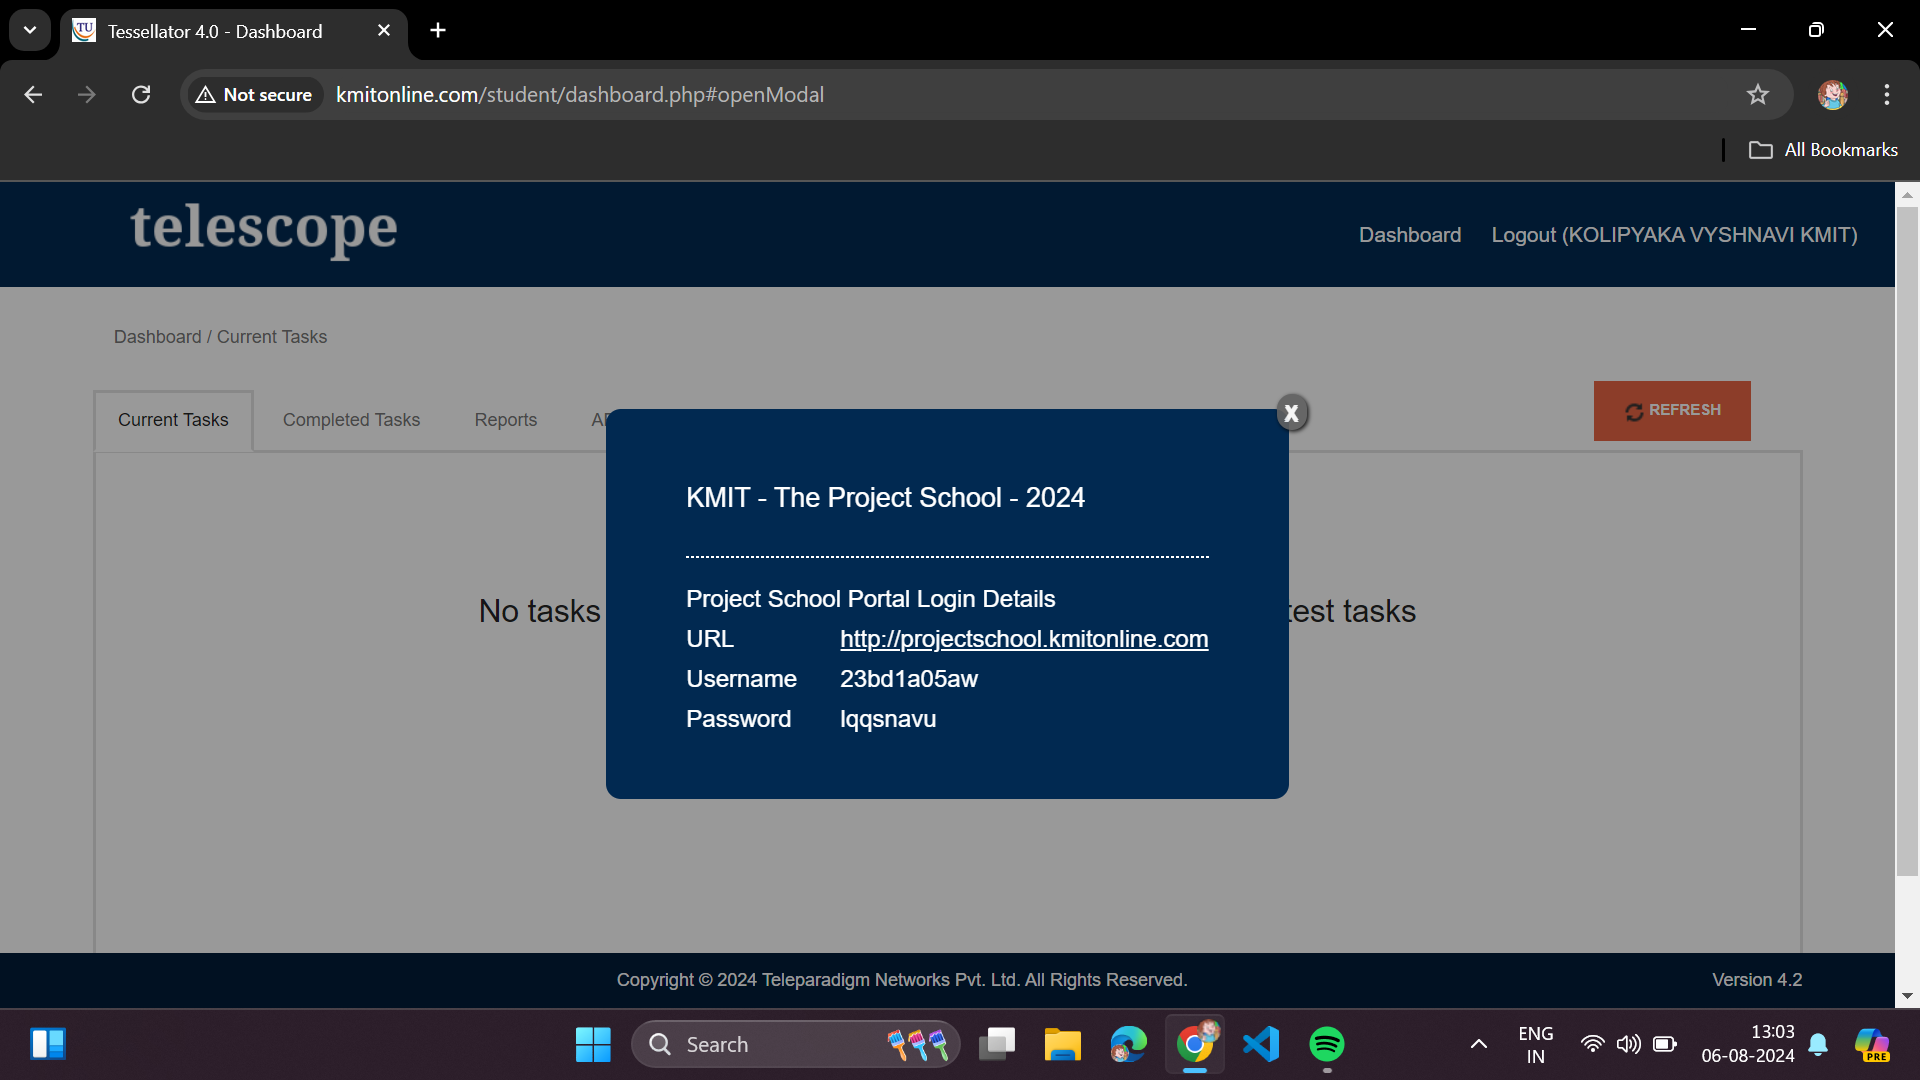 Tessellator 4.0 - Dashboard
Not secure
kmitonline.com/student/dashboard.php#openModal
All Bookmarks
telescope
Dashboard
Logout (KOLIPYAKA VYSHNAVI KMIT)
Dashboard / Current Tasks
Current Tasks
Completed Tasks
Reports
REFRESH
x
KMIT - The Project School - 2024
No tasks
test tasks
Project School Portal Login Details
URL http://projectschool.kmitonline.com
Username 23bd1a05aw
Password lqqsnavu
Copyright © 2024 Teleparadigm Networks Pvt. Ltd. All Rights Reserved.
Version 4.2
Search
ENG
IN
13:03
06-08-2024
PRE